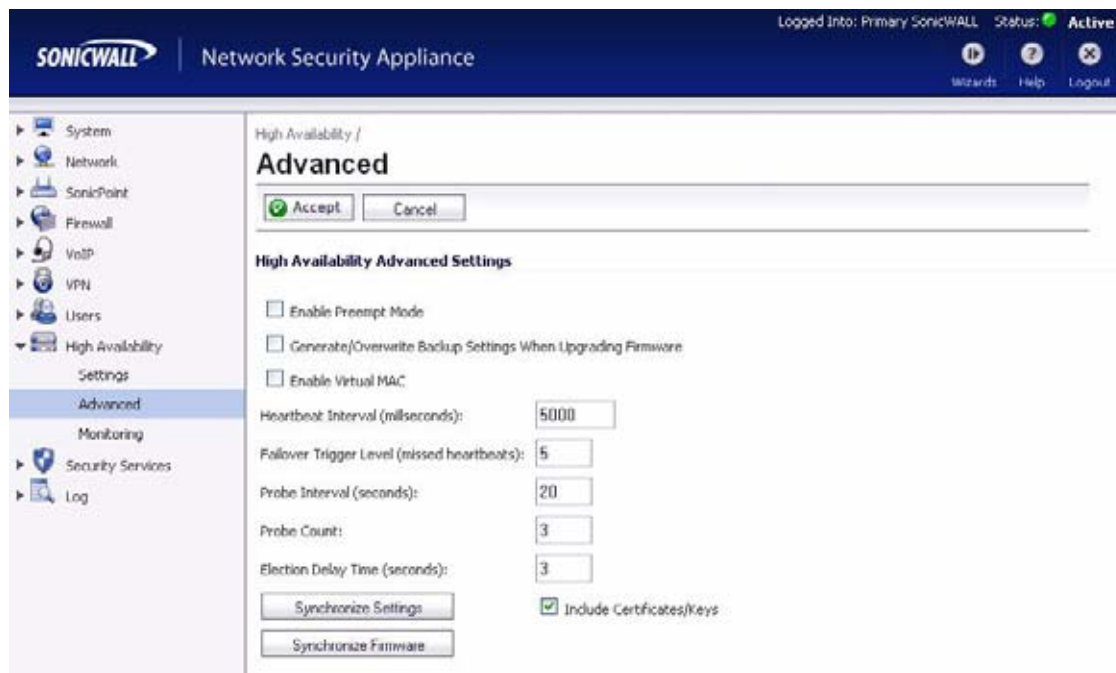 Logged Into: Primary SonicWALL Status: Active
SONICWALL
Network Security Appliance
Wizards Help Logout
System
Network
SonicPoint
Firewall
VoIP
VPN
Users
High Availability
Settings
Advanced
Monitoring
Security Services
Log
High Availability /
Advanced
Accept Cancel
High Availability Advanced Settings
Enable Preempt Mode
Generate/Overwrite Backup Settings When Upgrading Firmware
Enable Virtual MAC
Heartbeat Interval (milliseconds): 5000
Failover Trigger Level (missed heartbeats): 5
Probe Interval (seconds): 20
Probe Count: 3
Election Delay Time (seconds): 3
Synchronize Settings Include Certificates/Keys
Synchronize Firmware